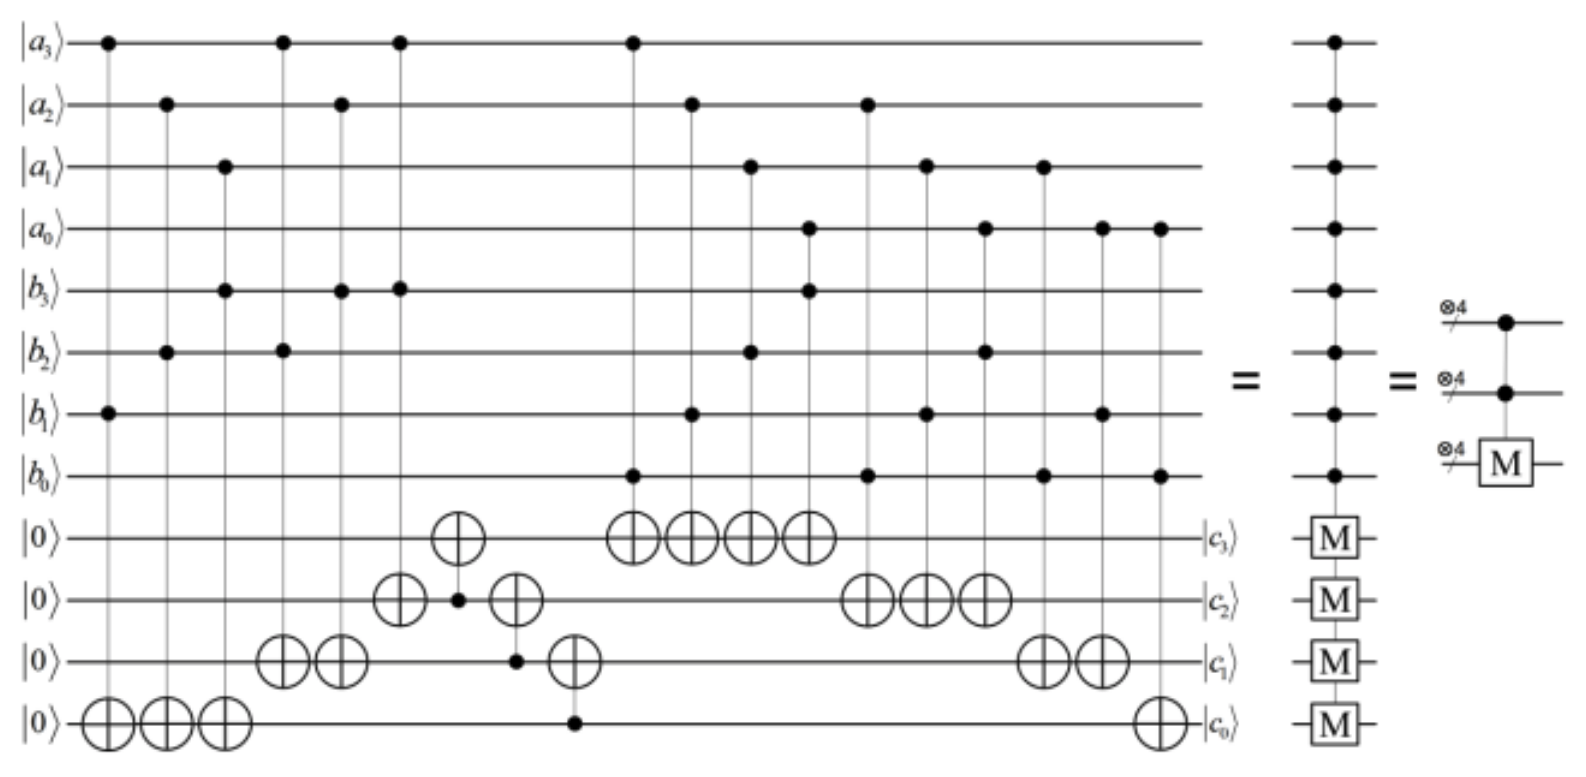 |a₃⟩
|a₂⟩
|a₁⟩
|a₀⟩
|b₃⟩
|b₂⟩
|b₁⟩
|b₀⟩
|0⟩ |c₃⟩
|0⟩ |c₂⟩
|0⟩ |c₁⟩
|0⟩ |c₀⟩
=
M
M
M
M
=
⊗4
⊗4
⊗4 M